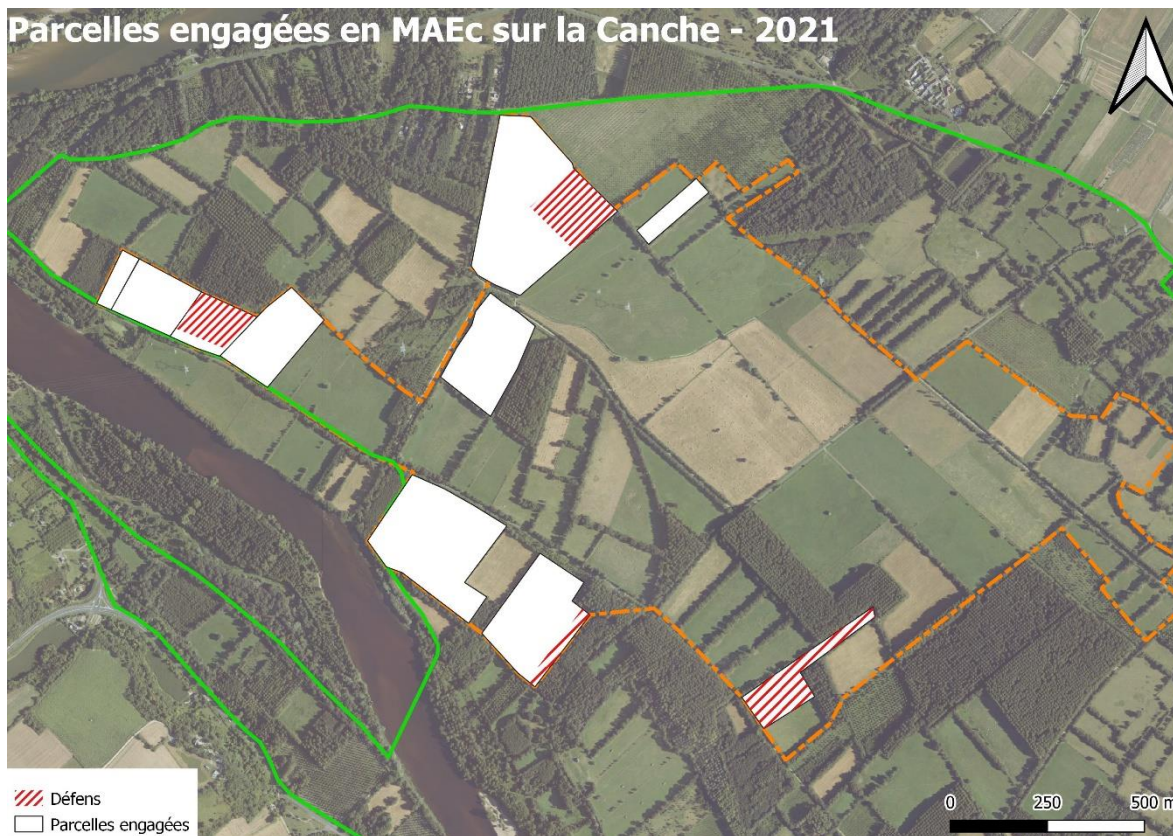 Parcelles engagées en MAEc sur la Canche - 2021
Défens
Parcelles engagées
0 250 500 m